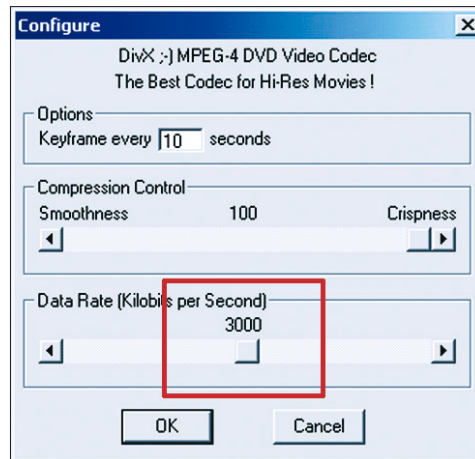 Configure
DivX ;-) MPEG-4 DVD Video Codec
The Best Codec for Hi-Res Movies !
Options
Keyframe every 10 seconds
Compression Control
Smoothness 100 Crispness
Data Rate (Kilobits per Second)
3000
OK Cancel